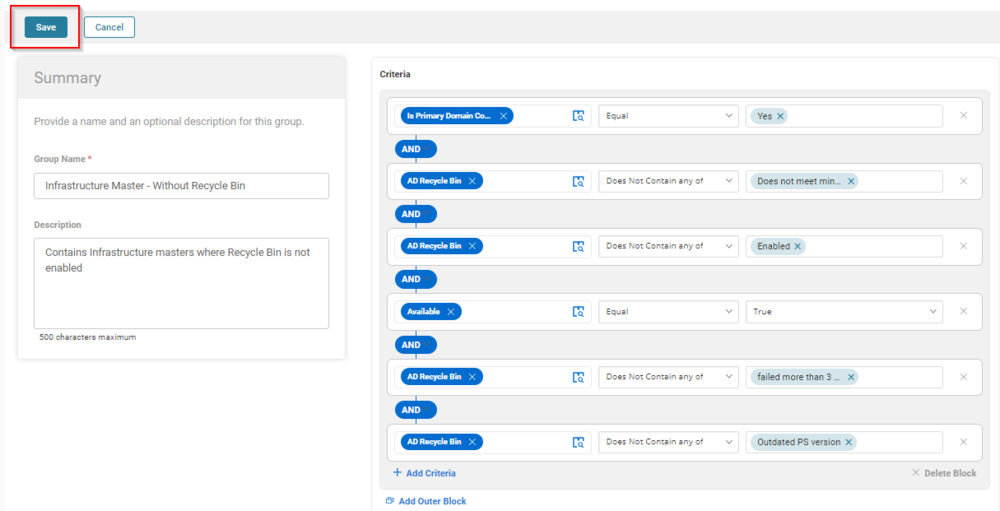 Save
Cancel
Summary
Provide a name and an optional description for this group.
Group Name *
Infrastructure Master - Without Recycle Bin
Description
Contains Infrastructure masters where Recycle Bin is not
enabled
500 characters maximum
Criteria
Is Primary Domain Co... Equal Yes
AND
AD Recycle Bin Does Not Contain any of Does not meet min...
AND
AD Recycle Bin Does Not Contain any of Enabled
AND
Available Equal True
AND
AD Recycle Bin Does Not Contain any of failed more than 3 ...
AND
AD Recycle Bin Does Not Contain any of Outdated PS version
Add Criteria
Delete Block
Add Outer Block